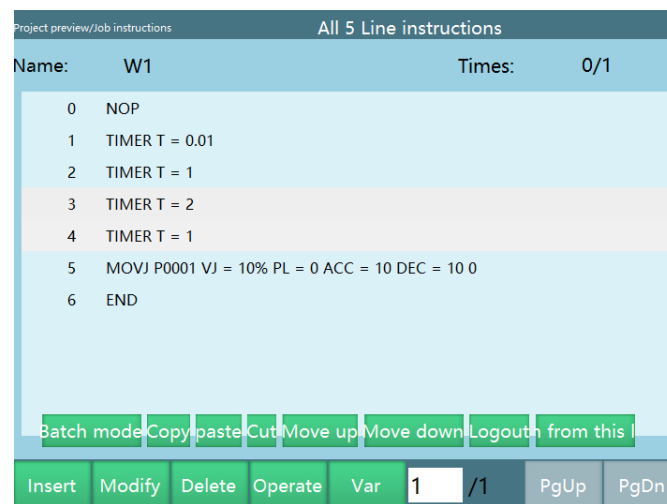 Project preview/Job instructions All 5 Line instructions
Name: W1 Times: 0/1
0 NOP
1 TIMER T = 0.01
2 TIMER T = 1
3 TIMER T = 2
4 TIMER T = 1
5 MOVJ P0001 VJ = 10% PL = 0 ACC = 10 DEC = 10 0
6 END
Batch mode Copy paste Cut Move up Move down Logout from this
Insert Modify Delete Operate Var 1 /1 PgUp PgDn